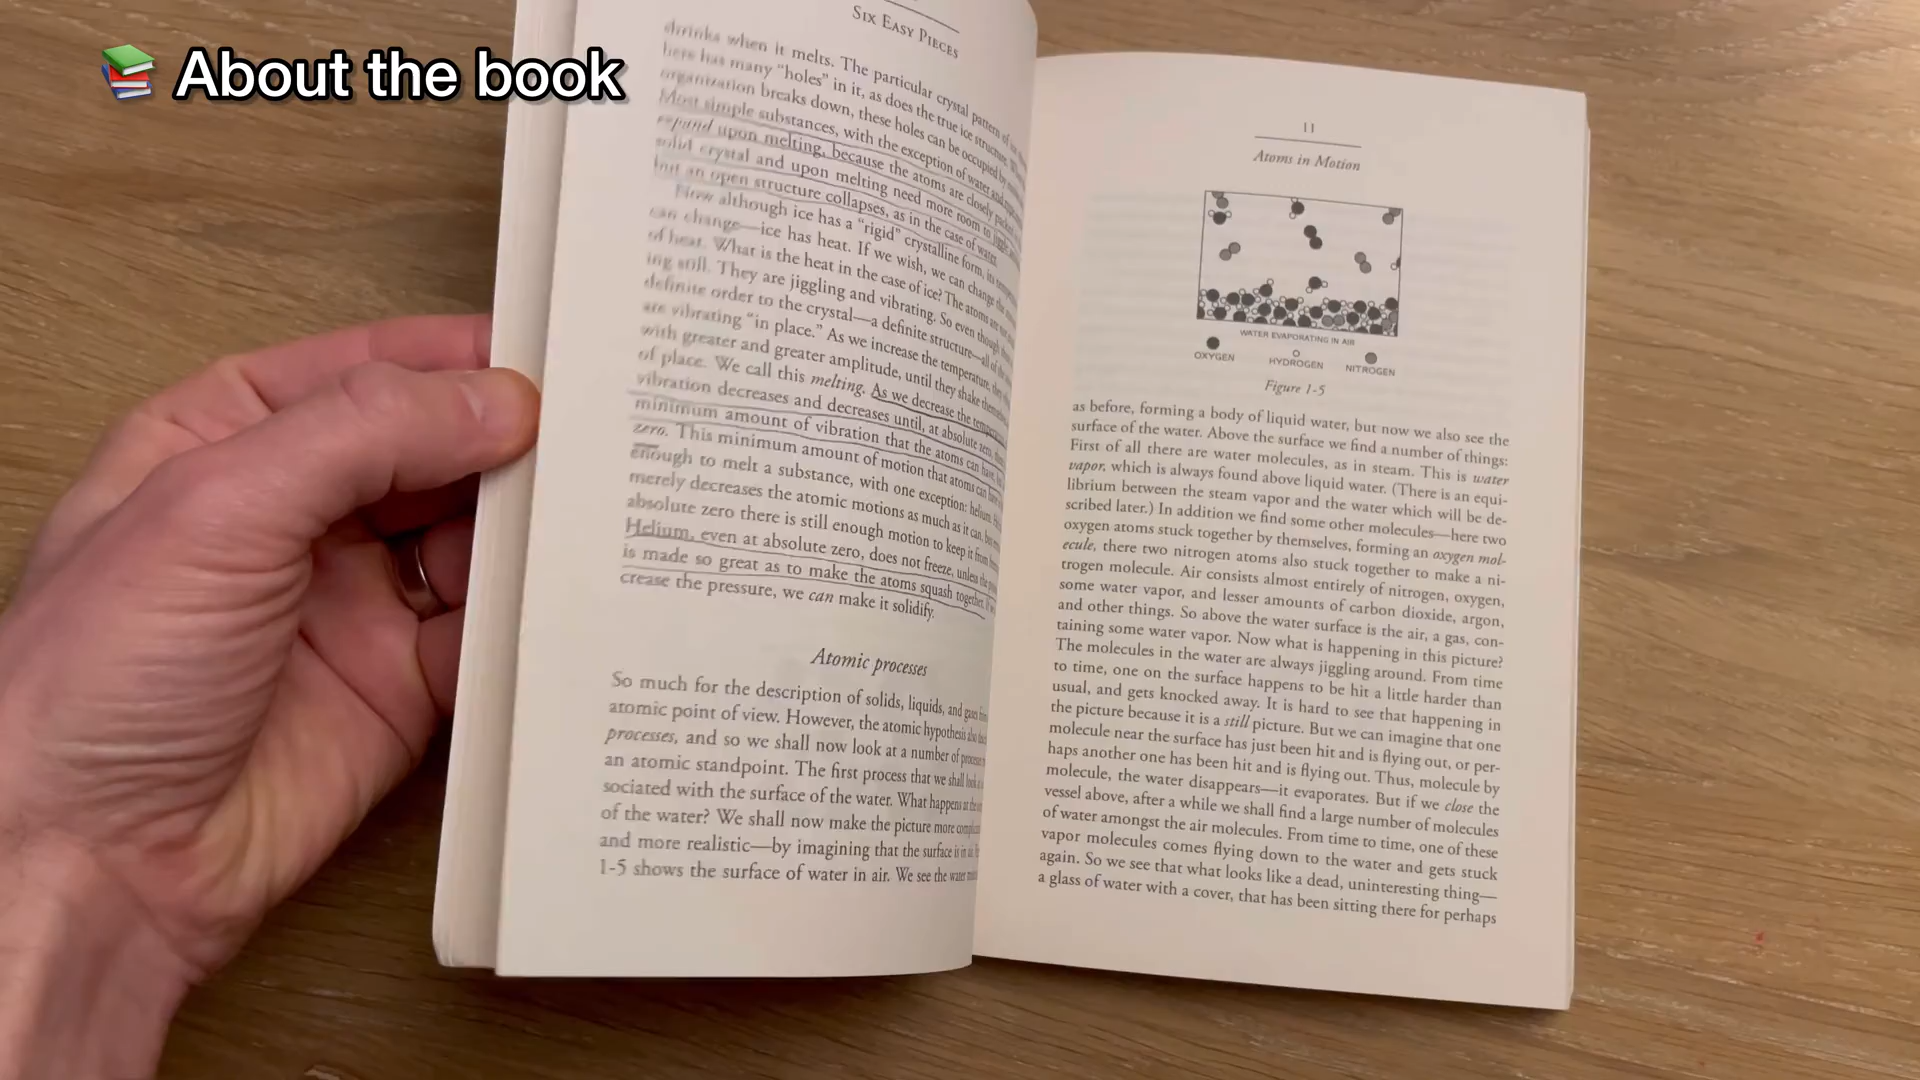 📚 About the book
SIX EASY PIECES
shrinks when it melts. The particular crystal pattern of
here has many “holes” in it, as does the true ice structure.
organization breaks down, these holes can be occupied by
Most simple substances, with the exception of water and
expand upon melting, because the atoms are closely
solid crystal and upon melting need more room to
but an open structure collapses, as in the case of water.
Now although ice has a “rigid” crystalline form, its
can change—ice has heat. If we wish, we can change the
of heat. What is the heat in the case of ice? The atoms are
ing still. They are jiggling and vibrating. So even though
definite order to the crystal—a definite structure—all of the
are vibrating “in place.” As we increase the temperature,
with greater and greater amplitude, until they shake
of place. We call this melting. As we decrease the
vibration decreases and decreases until, at absolute zero,
minimum amount of vibration that the atoms can have,
zero. This minimum amount of motion that atoms can
enough to melt a substance, with one exception: helium.
merely decreases the atomic motions as much as it can, but
absolute zero there is still enough motion to keep it from
Helium, even at absolute zero, does not freeze, unless the
is made so great as to make the atoms squash together.
crease the pressure, we can make it solidify.
Atomic processes
So much for the description of solids, liquids, and gases
atomic point of view. However, the atomic hypothesis also
processes, and so we shall now look at a number of
an atomic standpoint. The first process that we shall look
sociated with the surface of the water. What happens at the
of the water? We shall now make the picture more
and more realistic—by imagining that the surface is in air.
1-5 shows the surface of water in air. We see the water
11
Atoms in Motion
WATER EVAPORATING IN AIR
OXYGEN HYDROGEN NITROGEN
Figure 1-5
as before, forming a body of liquid water, but now we also see the
surface of the water. Above the surface we find a number of things:
First of all there are water molecules, as in steam. This is water
vapor, which is always found above liquid water. (There is an equi-
librium between the steam vapor and the water which will be de-
scribed later.) In addition we find some other molecules—here two
oxygen atoms stuck together by themselves, forming an oxygen mol-
ecule, there two nitrogen atoms also stuck together to make a ni-
trogen molecule. Air consists almost entirely of nitrogen, oxygen,
some water vapor, and lesser amounts of carbon dioxide, argon,
and other things. So above the water surface is the air, a gas, con-
taining some water vapor. Now what is happening in this picture?
The molecules in the water are always jiggling around. From time
to time, one on the surface happens to be hit a little harder than
usual, and gets knocked away. It is hard to see that happening in
the picture because it is a still picture. But we can imagine that one
molecule near the surface has just been hit and is flying out, or per-
haps another one has been hit and is flying out. Thus, molecule by
molecule, the water disappears—it evaporates. But if we close the
vessel above, after a while we shall find a large number of molecules
of water amongst the air molecules. From time to time, one of these
vapor molecules comes flying down to the water and gets stuck
again. So we see that what looks like a dead, uninteresting thing—
a glass of water with a cover, that has been sitting there for perhaps